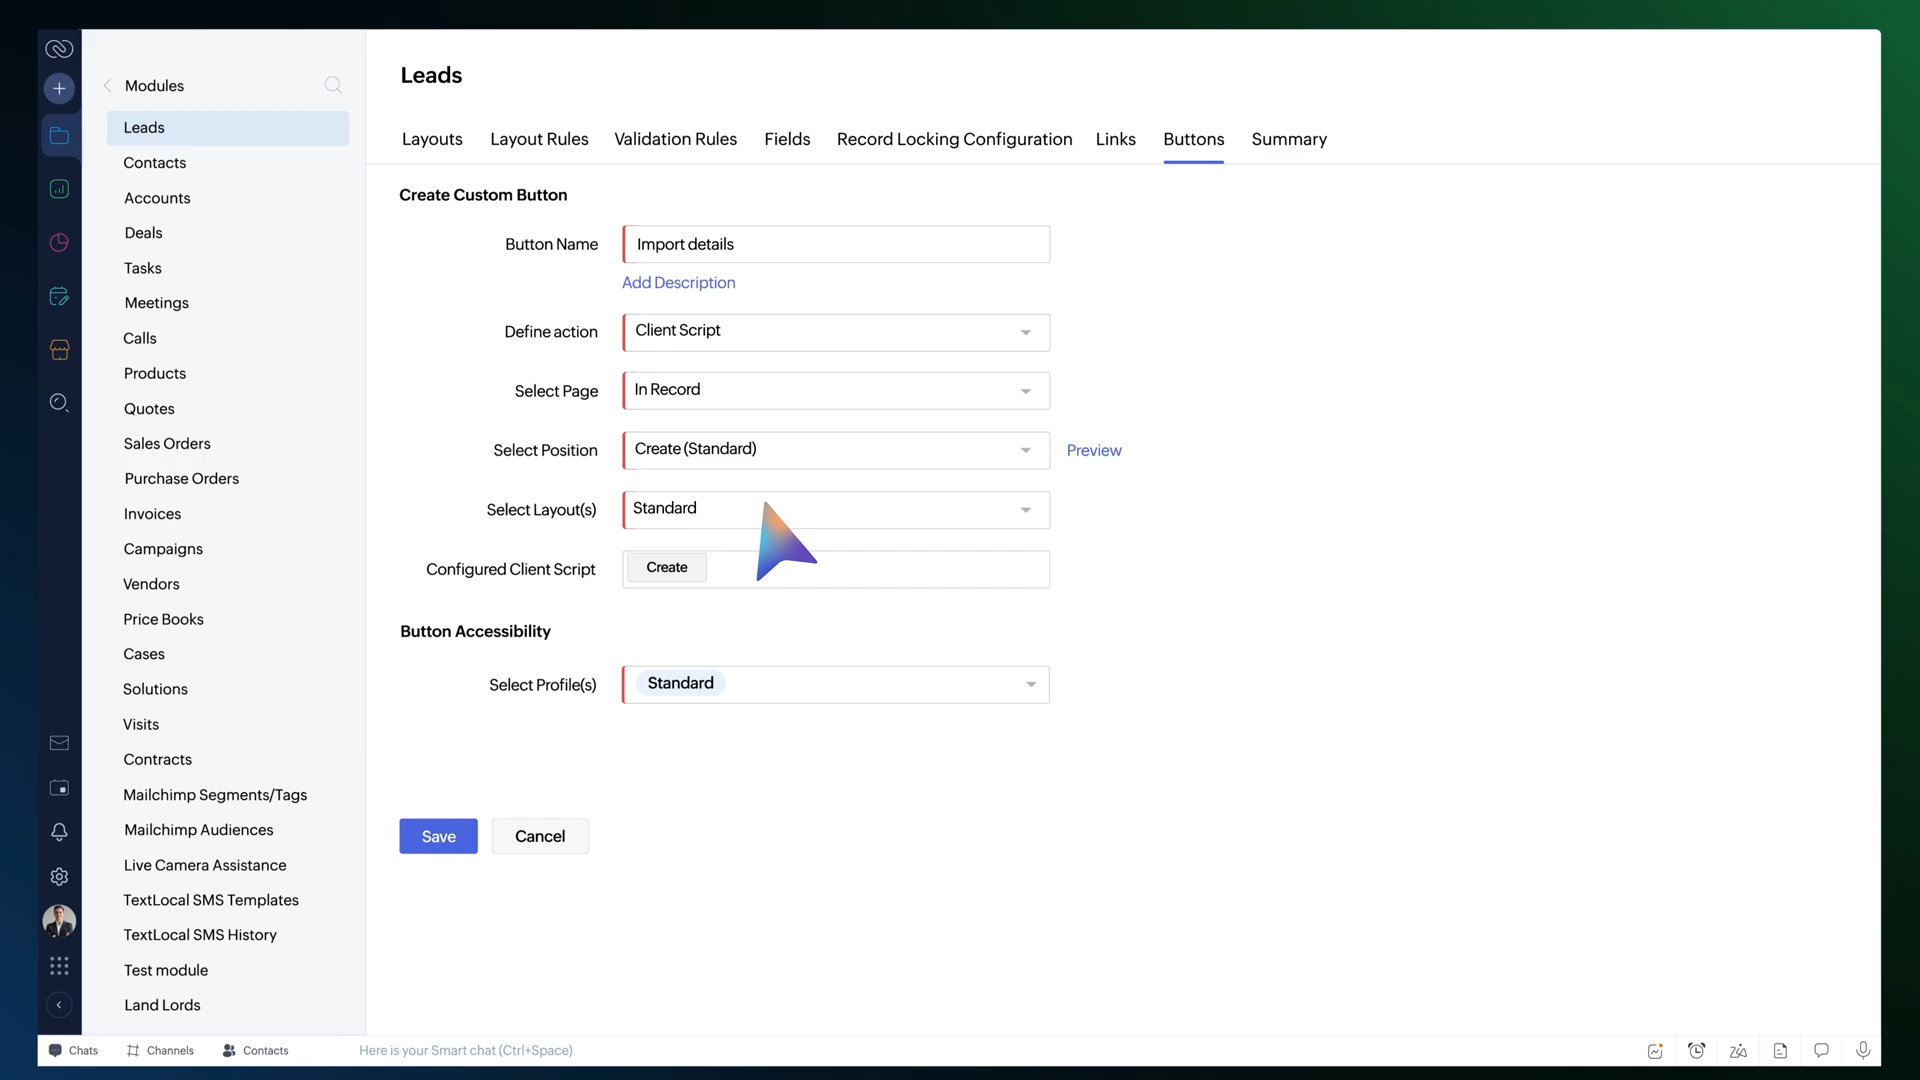 Modules
Leads
Contacts
Accounts
Deals
Tasks
Meetings
Calls
Products
Quotes
Sales Orders
Purchase Orders
Invoices
Campaigns
Vendors
Price Books
Cases
Solutions
Visits
Contracts
Mailchimp Segments/Tags
Mailchimp Audiences
Live Camera Assistance
TextLocal SMS Templates
TextLocal SMS History
Test module
Land Lords
Leads
Layouts Layout Rules Validation Rules Fields Record Locking Configuration Links Buttons Summary
Create Custom Button
Button Name Import details
Add Description
Define action Client Script
Select Page In Record
Select Position Create (Standard) Preview
Select Layout(s) Standard
Configured Client Script Create
Button Accessibility
Select Profile(s) Standard
Save Cancel
Chats Channels Contacts Here is your Smart chat (Ctrl+Space)